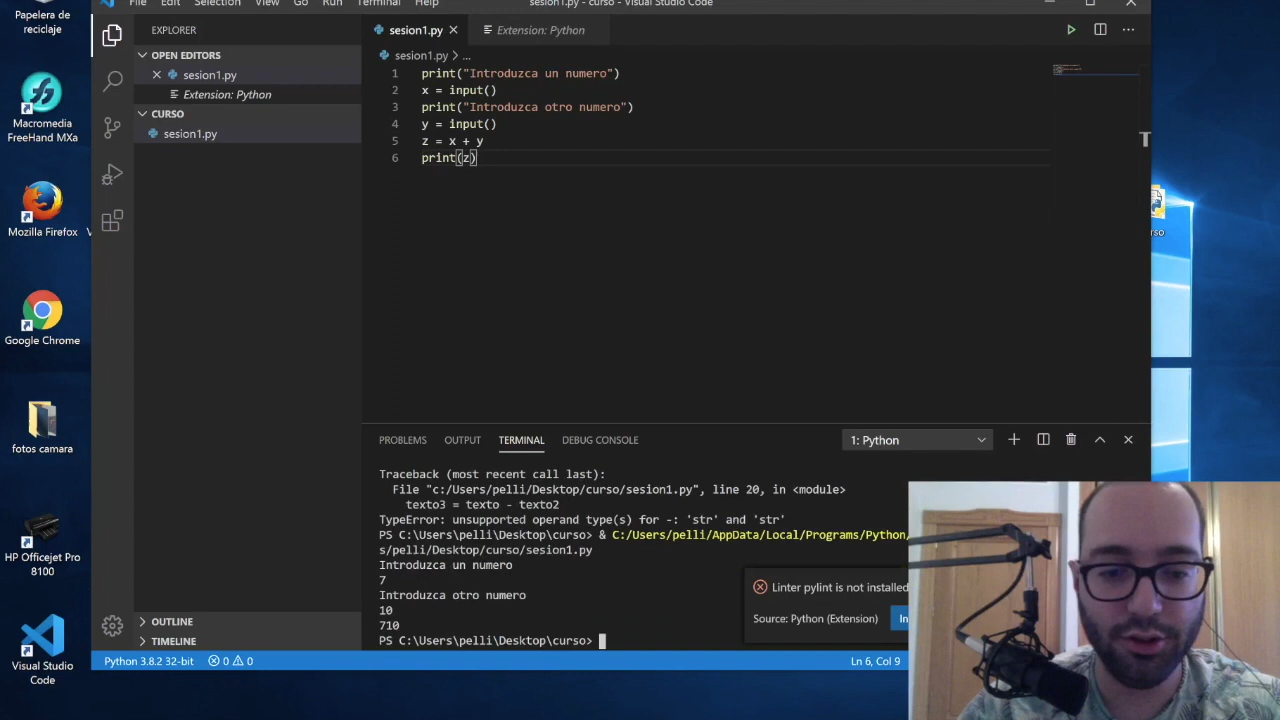 Papelera de
reciclaje
Macromedia
FreeHand MXa
Mozilla Firefox
Google Chrome
fotos camara
HP Officejet Pro
8100
Visual Studio
Code
File Edit Selection View Go Run Terminal Help
sesion1.py - curso - Visual Studio Code
EXPLORER
OPEN EDITORS
sesion1.py
Extension: Python
CURSO
sesion1.py
OUTLINE
TIMELINE
sesion1.py
Extension: Python
sesion1.py > ...
1 print("Introduzca un numero")
2 x = input()
3 print("Introduzca otro numero")
4 y = input()
5 z = x + y
6 print(z)
PROBLEMS OUTPUT TERMINAL DEBUG CONSOLE
1: Python
Traceback (most recent call last):
File "c:/Users/pelli/Desktop/curso/sesion1.py", line 20, in <module>
texto3 = texto - texto2
TypeError: unsupported operand type(s) for -: 'str' and 'str'
PS C:\Users\pelli\Desktop\curso> & C:/Users/pelli/AppData/Local/Programs/Python/
s/pelli/Desktop/curso/sesion1.py
Introduzca un numero
7
Introduzca otro numero
10
710
PS C:\Users\pelli\Desktop\curso>
Linter pylint is not installed
Source: Python (Extension)
In
Python 3.8.2 32-bit
0 0
Ln 6, Col 9